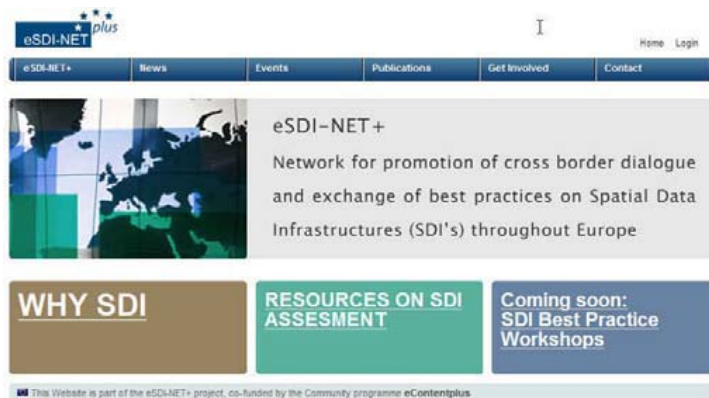 plus
eSDI-NET
Home Login
eSDI-NET+ News Events Publications Get Involved Contact
eSDI-NET+
Network for promotion of cross border dialogue
and exchange of best practices on Spatial Data
Infrastructures (SDI's) throughout Europe
WHY SDI
RESOURCES ON SDI
ASSESMENT
Coming soon:
SDI Best Practice
Workshops
This Website is part of the eSDI-NET+ project, co-funded by the Community programme eContentplus